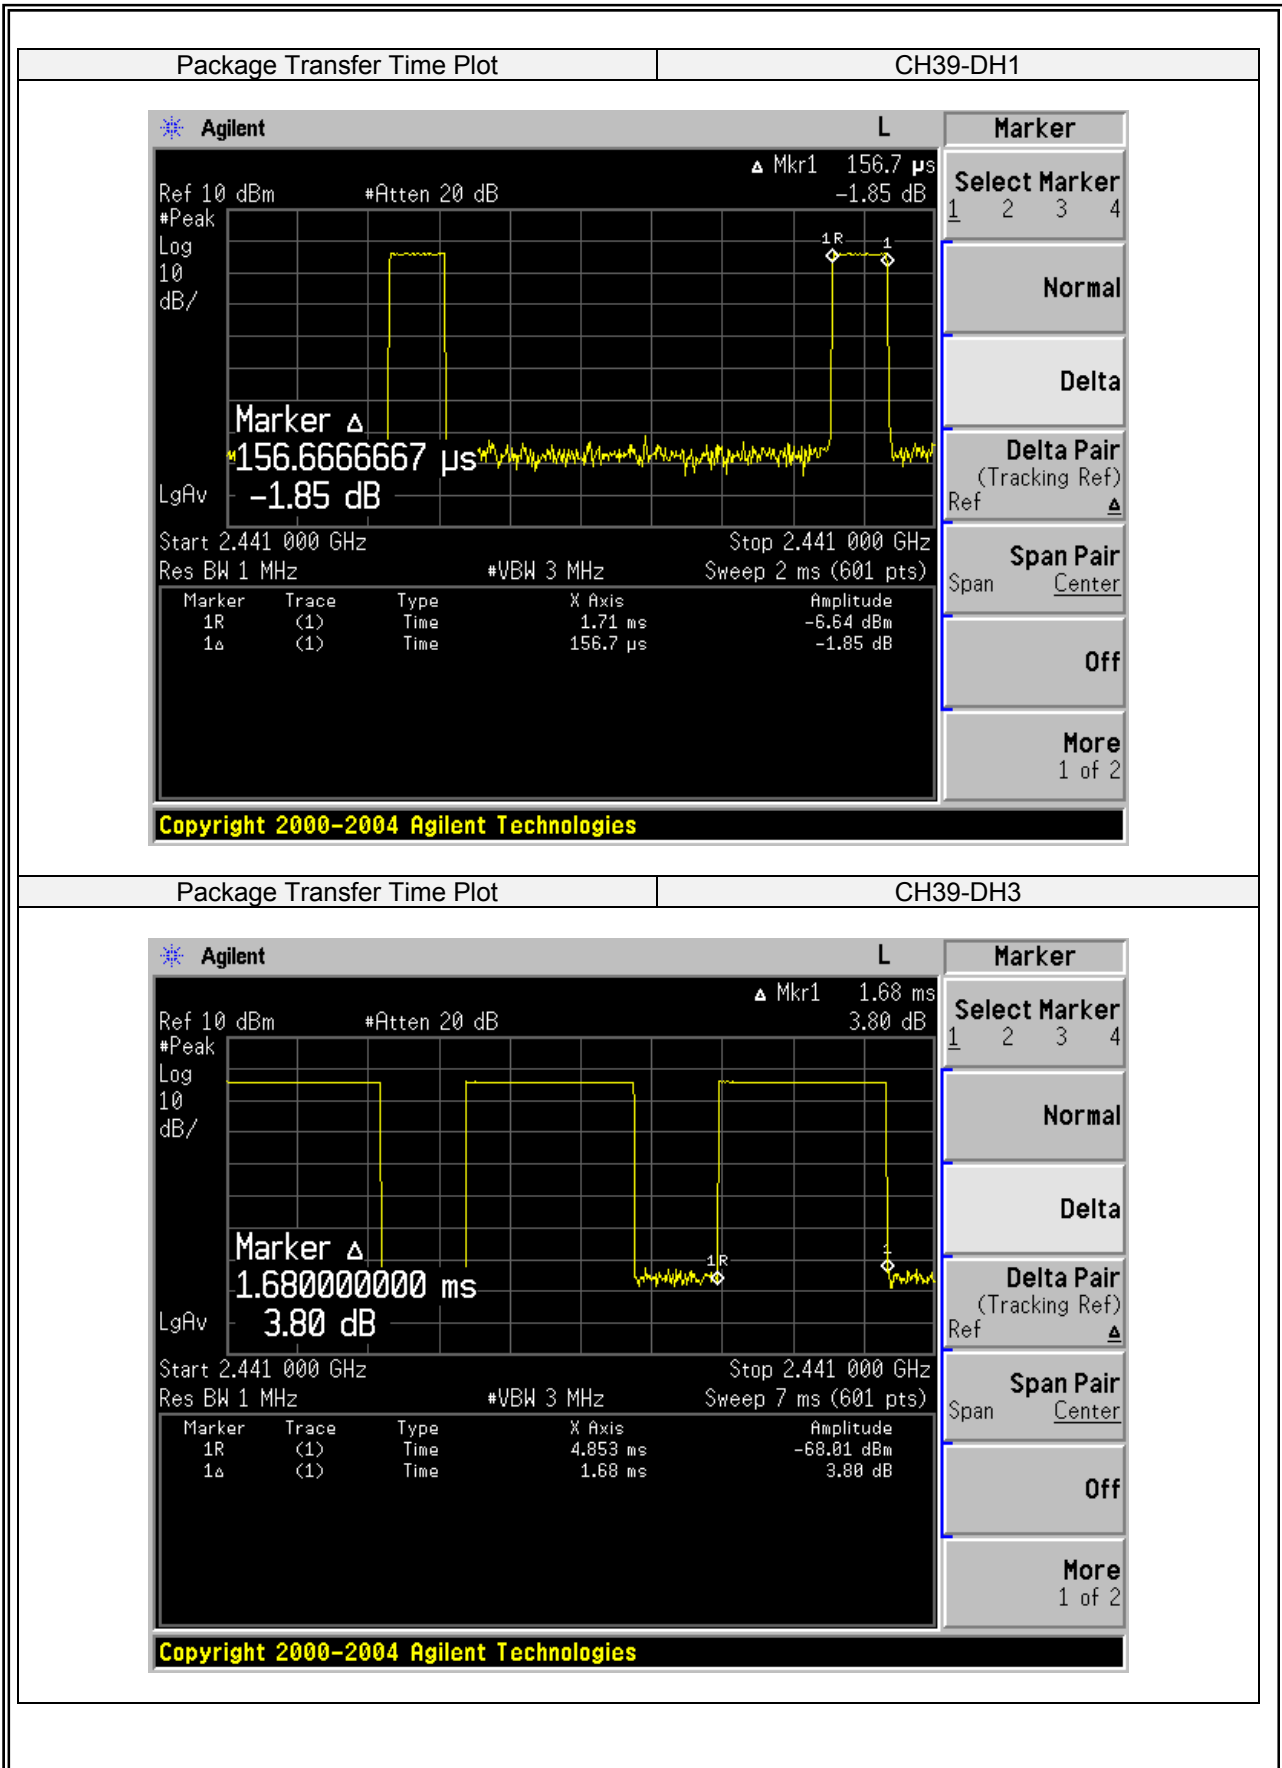 Package Transfer Time Plot CH39-DH1
Agilent L Marker
Δ Mkr1 156.7 µs
Ref 10 dBm #Atten 20 dB -1.85 dB
Select Marker
1 2 3 4
#Peak
Log
10
dB/
1R 1
Normal
Delta
Marker Δ
156.6666667 µs
-1.85 dB
LgAv
Delta Pair
(Tracking Ref)
Ref Δ
Start 2.441 000 GHz Stop 2.441 000 GHz
Res BW 1 MHz #VBW 3 MHz Sweep 2 ms (601 pts)
Span Pair
Span Center
Marker Trace Type X Axis Amplitude
1R (1) Time 1.71 ms -6.64 dBm
1Δ (1) Time 156.7 µs -1.85 dB
Off
More
1 of 2
Copyright 2000-2004 Agilent Technologies
Package Transfer Time Plot CH39-DH3
Agilent L Marker
Δ Mkr1 1.68 ms
Ref 10 dBm #Atten 20 dB 3.80 dB
Select Marker
1 2 3 4
#Peak
Log
10
dB/
Normal
Delta
Marker Δ
1.680000000 ms
3.80 dB
1R 1
LgAv
Delta Pair
(Tracking Ref)
Ref Δ
Start 2.441 000 GHz Stop 2.441 000 GHz
Res BW 1 MHz #VBW 3 MHz Sweep 7 ms (601 pts)
Span Pair
Span Center
Marker Trace Type X Axis Amplitude
1R (1) Time 4.853 ms -68.01 dBm
1Δ (1) Time 1.68 ms 3.80 dB
Off
More
1 of 2
Copyright 2000-2004 Agilent Technologies